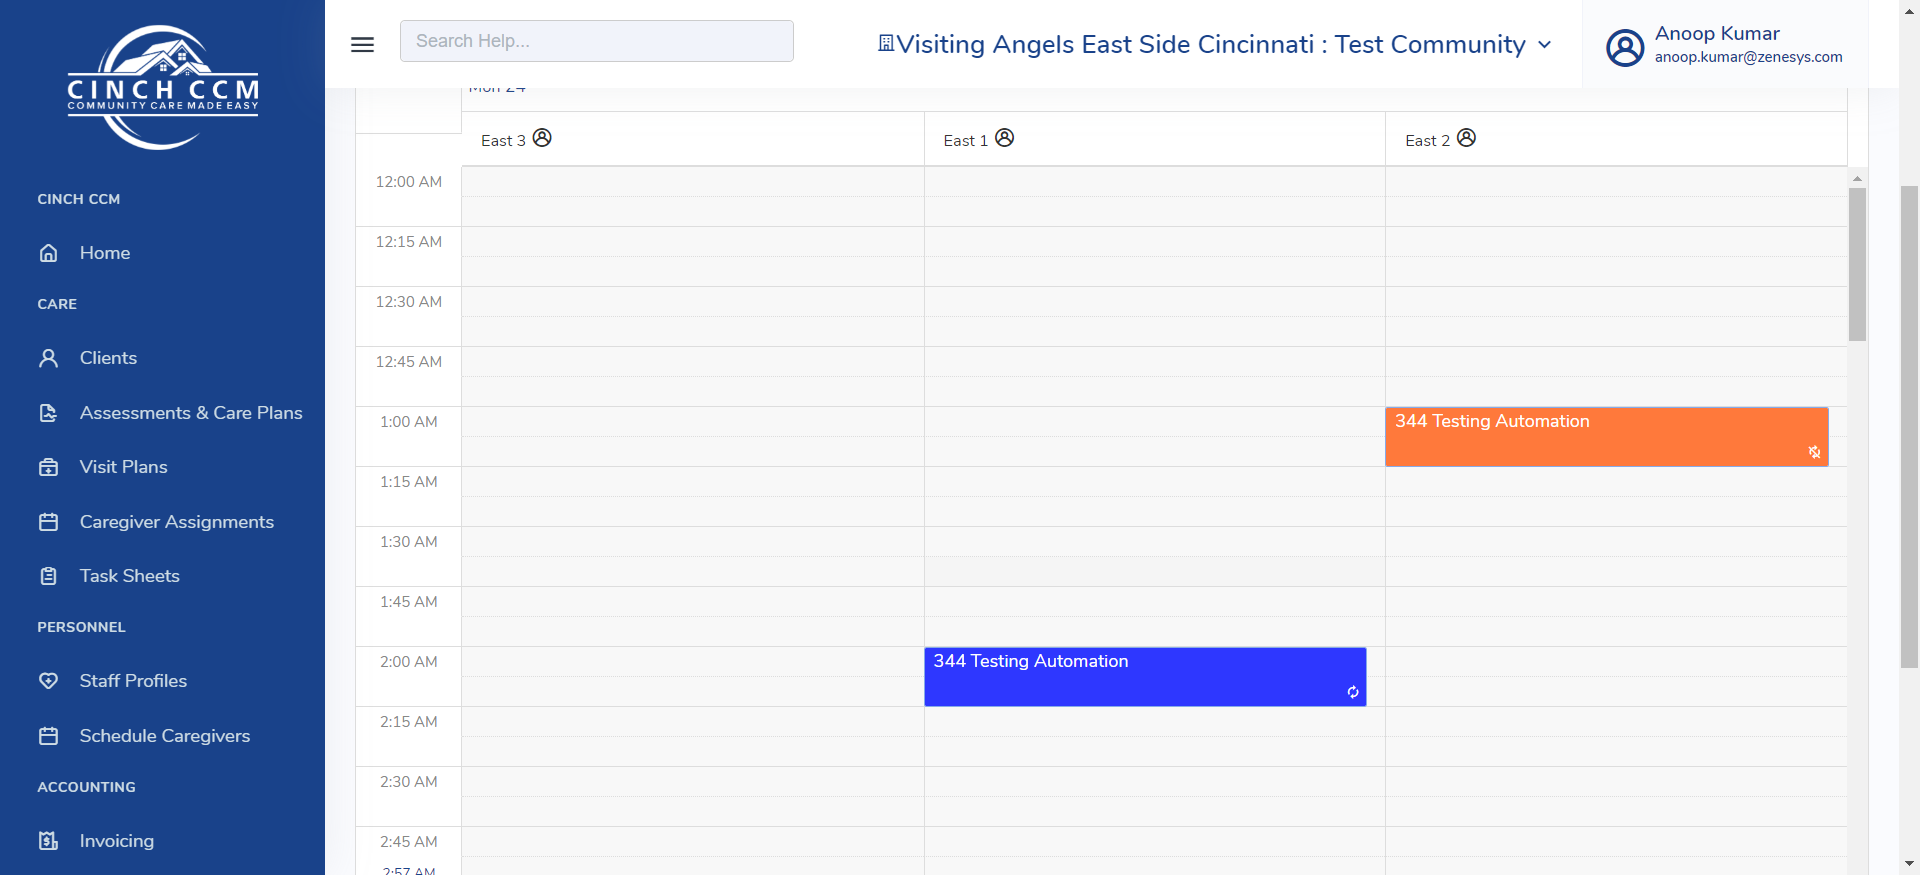 CINCH CCM
COMMUNITY CARE MADE EASY
CINCH CCM
Home
CARE
Clients
Assessments & Care Plans
Visit Plans
Caregiver Assignments
Task Sheets
PERSONNEL
Staff Profiles
Schedule Caregivers
ACCOUNTING
Invoicing
Search Help...
Visiting Angels East Side Cincinnati : Test Community
Anoop Kumar
anoop.kumar@zenesys.com
Mon 24
East 3
East 1
East 2
12:00 AM
12:15 AM
12:30 AM
12:45 AM
1:00 AM
344 Testing Automation
1:15 AM
1:30 AM
1:45 AM
2:00 AM
344 Testing Automation
2:15 AM
2:30 AM
2:45 AM
2:57 AM